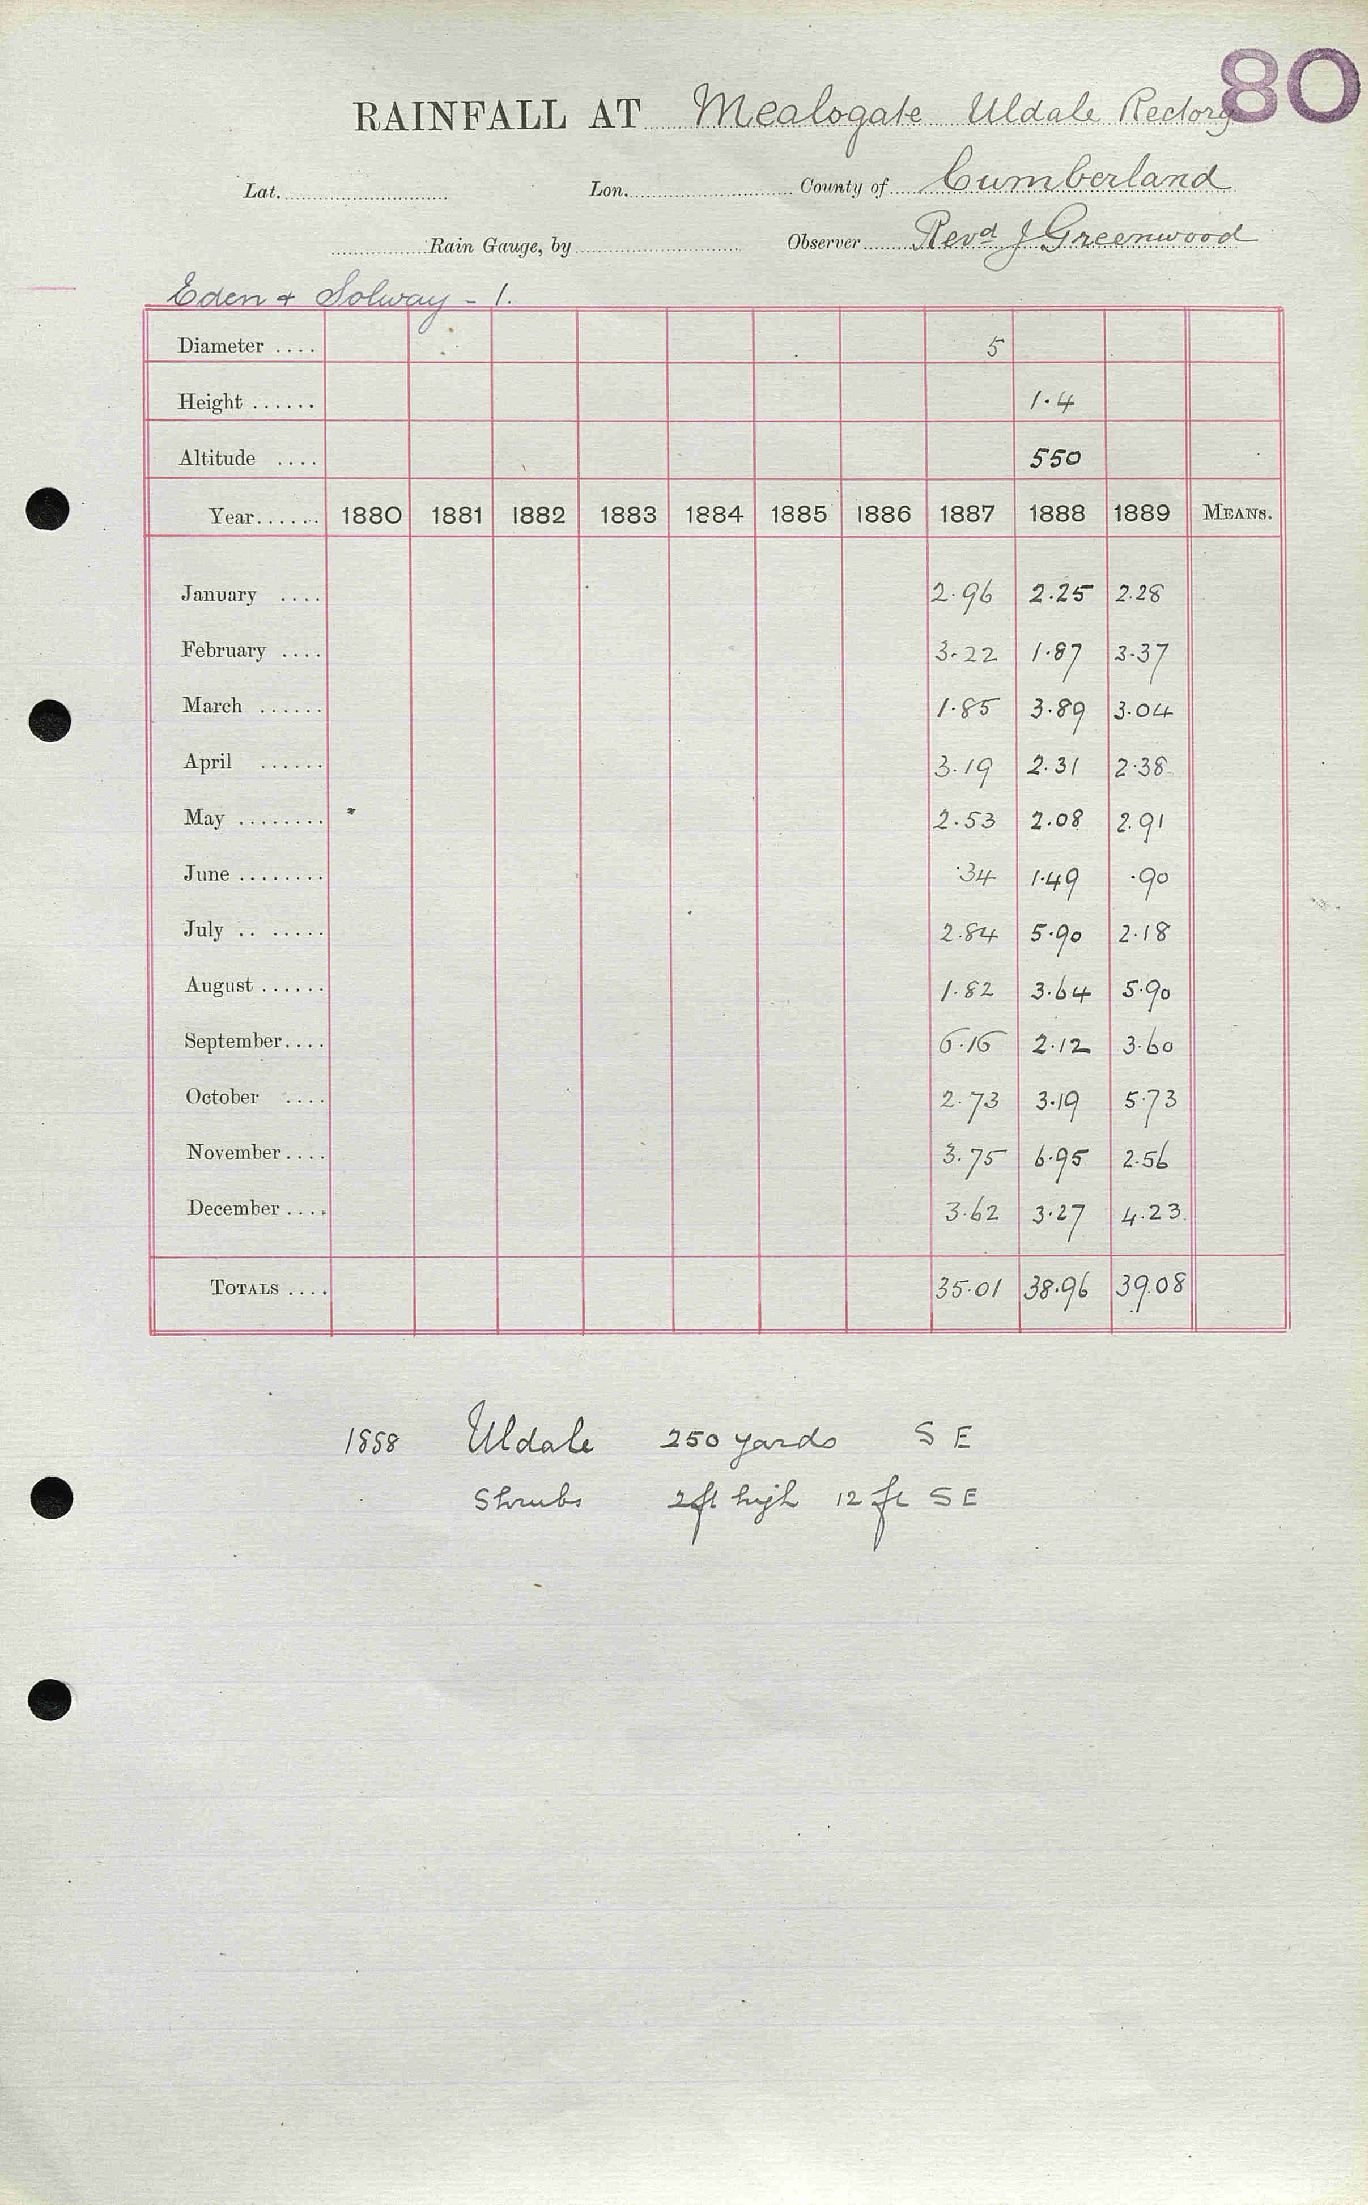 80
RAINFALL AT Mealsgate Uldale Rectory
Lat. Lon. County of Cumberland
Rain Gauge, by Observer Revd J Greenwood
Eden + Solway - 1.
Diameter .... 5
Height ...... 1.4
Altitude .... 550
Year...... 1880 1881 1882 1883 1884 1885 1886 1887 1888 1889 MEANS.
January .... 2.96 2.25 2.28
February .... 3.22 1.87 3.37
March ...... 1.85 3.89 3.04
April ...... 3.19 2.31 2.38
May ........ 2.53 2.08 2.91
June ........ .34 1.49 .90
July .. ..... 2.84 5.90 2.18
August ...... 1.82 3.64 5.90
September.... 6.16 2.12 3.60
October .... 2.73 3.19 5.73
November.... 3.75 6.95 2.56
December .... 3.62 3.27 4.23
TOTALS .... 35.01 38.96 39.08
1888 Uldale 250 yards S E
Shrubs 2ft high 12 ft S E